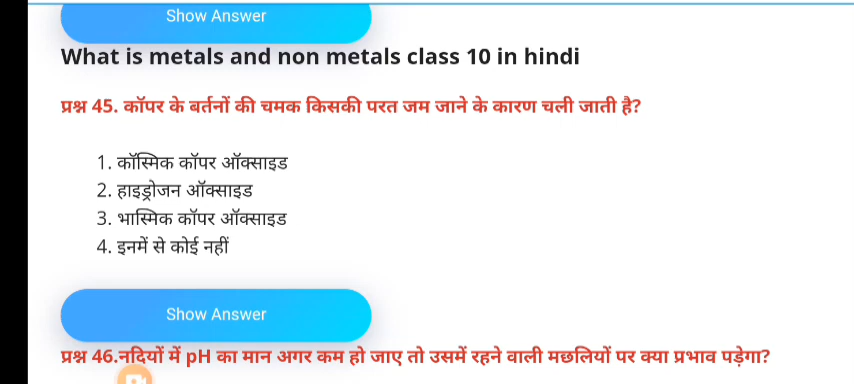 Show Answer
What is metals and non metals class 10 in hindi
प्रश्न 45. कॉपर के बर्तनों की चमक किसकी परत जम जाने के कारण चली जाती है?
1. कॉस्मिक कॉपर ऑक्साइड
2. हाइड्रोजन ऑक्साइड
3. भास्मिक कॉपर ऑक्साइड
4. इनमें से कोई नहीं
Show Answer
प्रश्न 46.नदियों में pH का मान अगर कम हो जाए तो उसमें रहने वाली मछलियों पर क्या प्रभाव पड़ेगा?